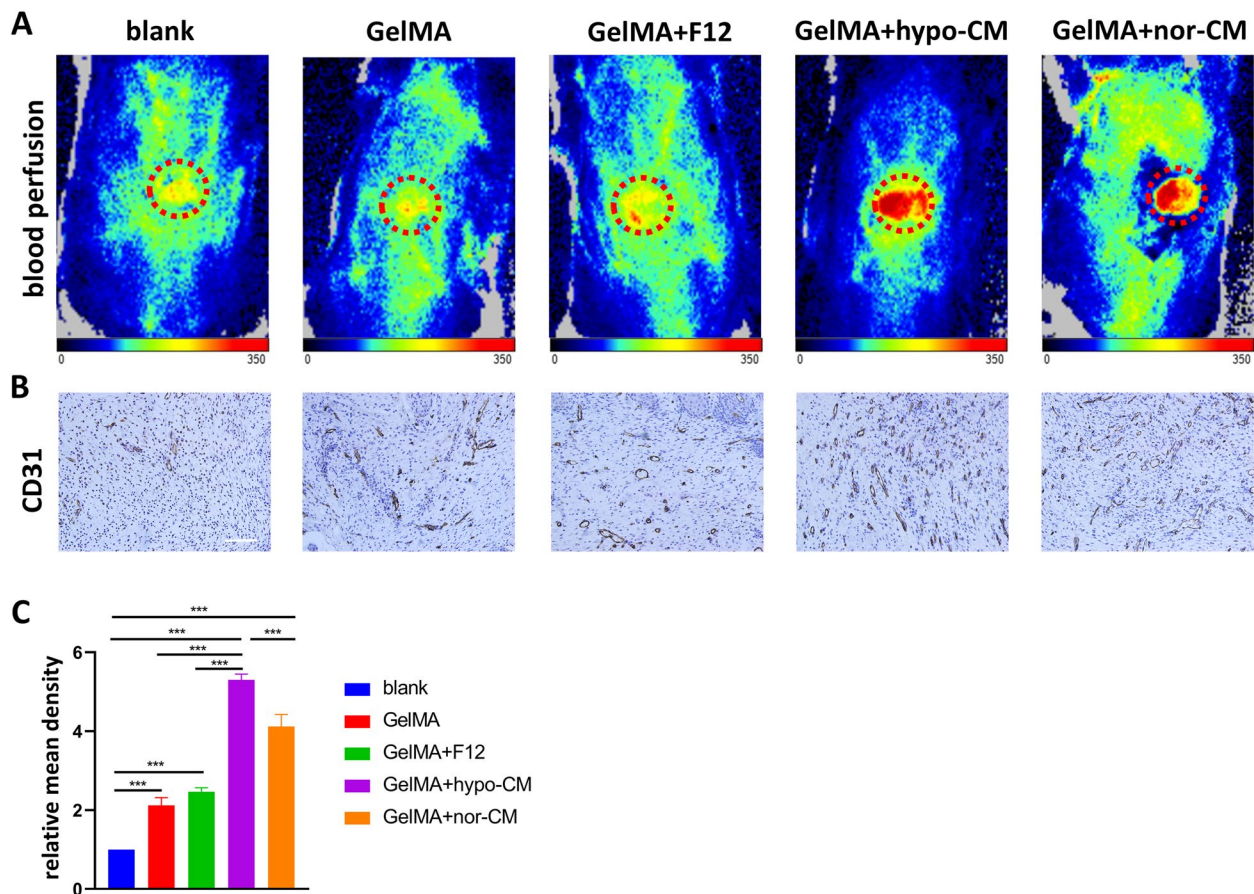 A
blank GelMA GelMA+F12 GelMA+hypo-CM GelMA+nor-CM
blood perfusion
0 350 0 350 0 350 0 350 0 350
B
CD31
C
***
*** ***
***
***
***
***
relative mean density
6
4
2
0
blank
GelMA
GelMA+F12
GelMA+hypo-CM
GelMA+nor-CM